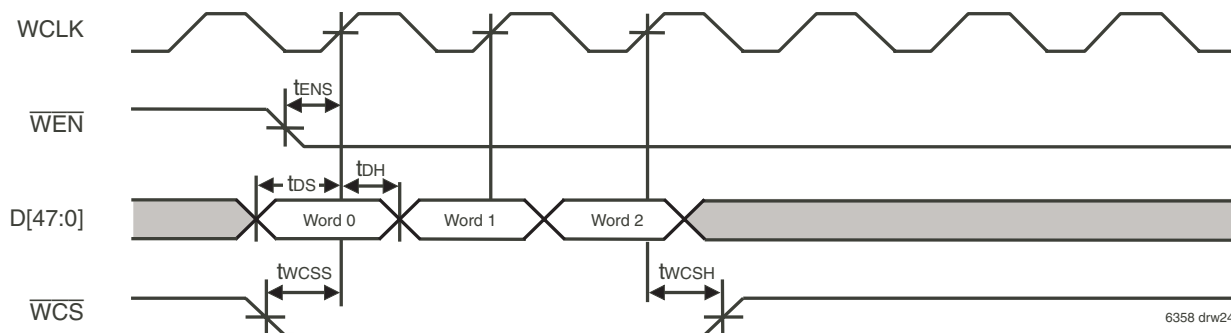 WCLK
tENS
WEN
tDS
tDH
D[47:0]
Word 0
Word 1
Word 2
tWCSS
tWCSH
WCS
6358 drw24